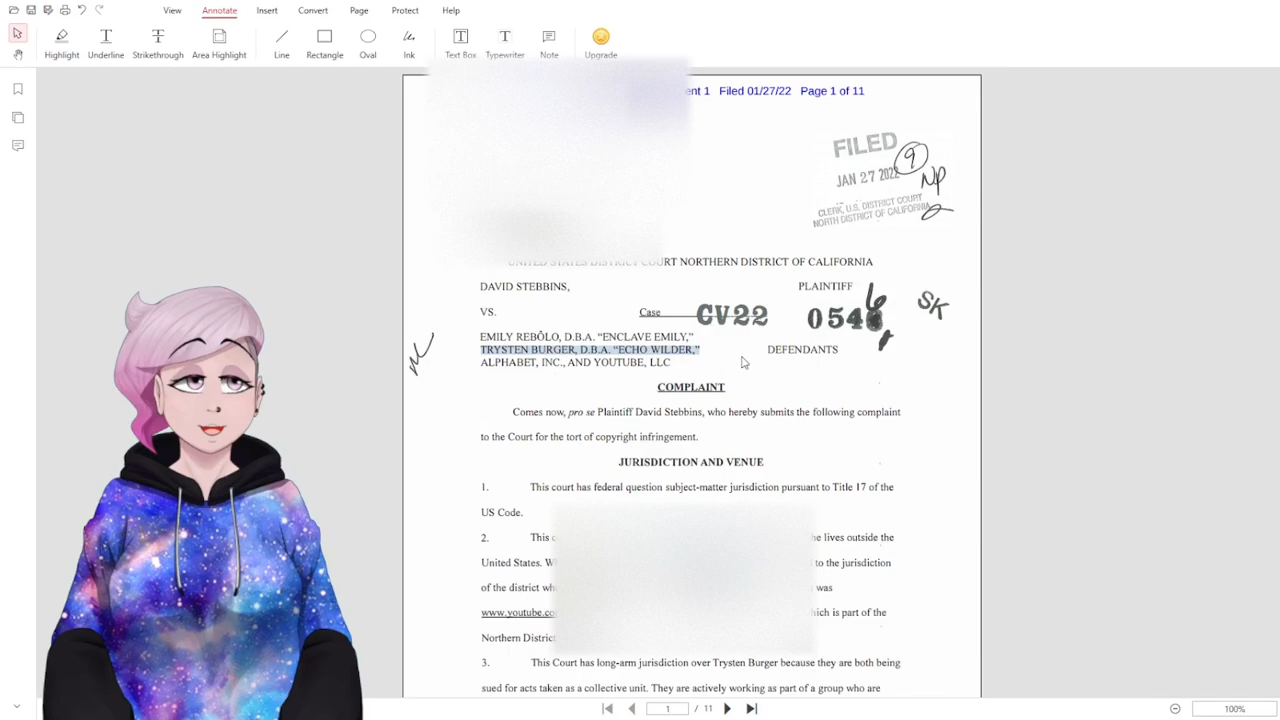 View Annotate Insert Convert Page Protect Help
Highlight Underline Strikethrough Area Highlight Line Rectangle Oval Ink Text Box Typewriter Note Upgrade
1 Filed 01/27/22 Page 1 of 11
FILED
9
JAN 27 2022
NP
CLERK, U.S. DISTRICT COURT
NORTH DISTRICT OF CALIFORNIA
UNITED STATES DISTRICT COURT NORTHERN DISTRICT OF CALIFORNIA
DAVID STEBBINS, PLAINTIFF
VS. Case CV22 054
SK
EMILY REBÔLO, D.B.A. “ENCLAVE EMILY,”
TRYSTEN BURGER, D.B.A. “ECHO WILDER,” DEFENDANTS
ALPHABET, INC., AND YOUTUBE, LLC
COMPLAINT
Comes now, pro se Plaintiff David Stebbins, who hereby submits the following complaint
to the Court for the tort of copyright infringement.
JURISDICTION AND VENUE
1. This court has federal question subject-matter jurisdiction pursuant to Title 17 of the
US Code.
2. This he lives outside the
United States. to the jurisdiction
of the district was
www.youtube.co which is part of the
Northern District
3. This Court has long-arm jurisdiction over Trysten Burger because they are both being
sued for acts taken as a collective unit. They are actively working as part of a group who are
1 / 11 100%